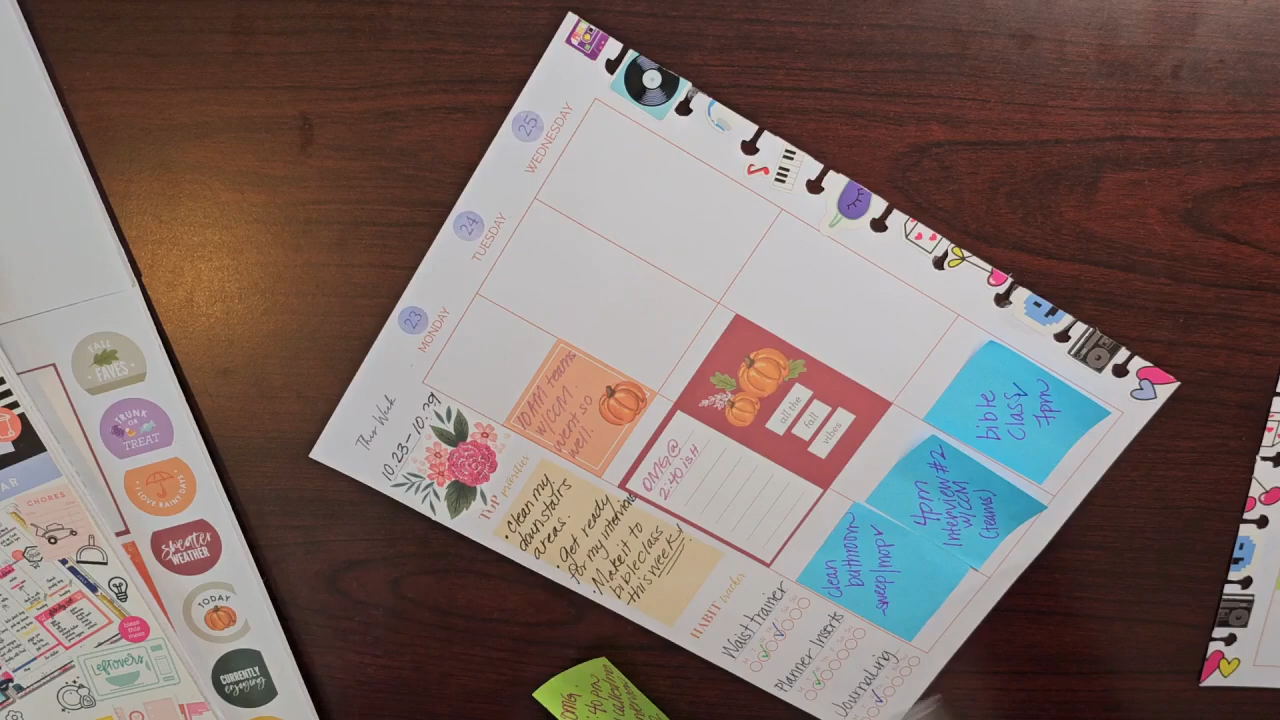 FALL
FAVES
TRUNK
OR
TREAT
I LOVE RAINY DAYS
sweater
WEATHER
TODAY
CURRENTLY
enjoying
CHORES
leftovers
This Week
10.23-10.29
25
WEDNESDAY
24
TUESDAY
23
MONDAY
10AM teams
w/CCM.
went so
well.
all the
fall
vibes
OMG @
2:40 ish
TOP priorities
• Clean my
downstairs
areas.
• Get ready
for my interview
• Make it to
bible class
this week!
bible
Class
7pm
4pm
Interview #2
w/CCM
(teams)
clean
bathroom
sweep/mop
HABIT tracker
Waist trainer
Planner Inserts
Journaling
OMG